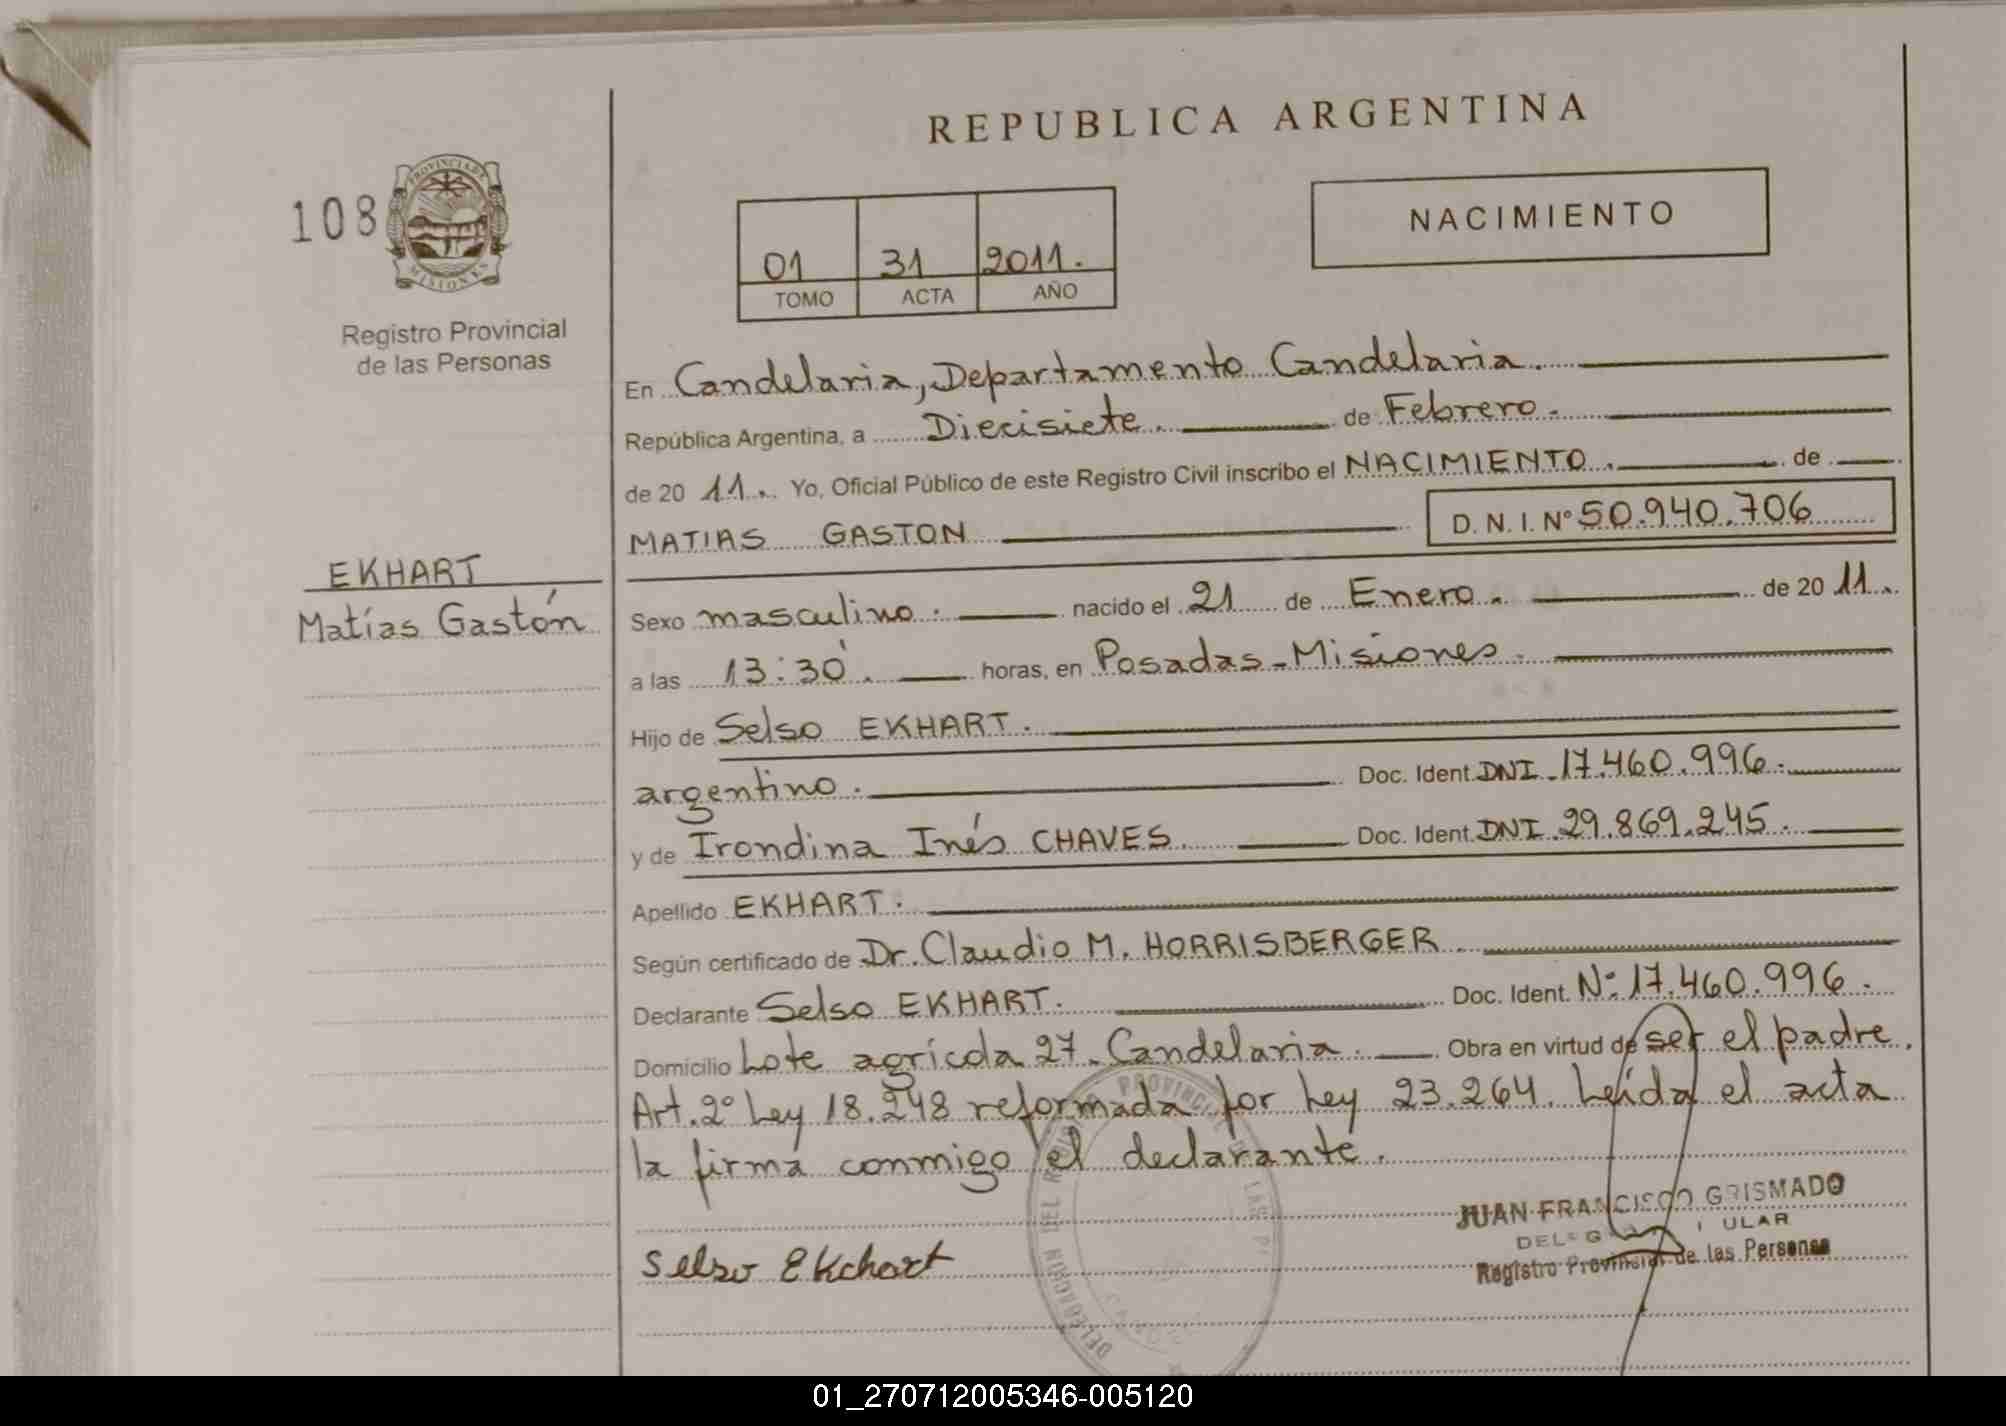 REPUBLICA ARGENTINA
108
PROVINCIA DE
MISIONES
Registro Provincial
de las Personas
NACIMIENTO
01 31 2011.
TOMO ACTA AÑO
En Candelaria, Departamento Candelaria.
República Argentina, a Diecisiete. de Febrero.
de 20 11. Yo, Oficial Público de este Registro Civil inscribo el NACIMIENTO. de
MATIAS GASTON D. N. I. Nº 50.940.706
EKHART
Matías Gastón
Sexo masculino. nacido el 21 de Enero. de 20 11.
a las 13:30'. horas, en Posadas-Misiones.
Hijo de Selso EKHART.
argentino. Doc. Ident. DNI.17.460.996.
y de Irondina Inés CHAVES. Doc. Ident. DNI.29.869.245.
Apellido EKHART.
Según certificado de Dr. Claudio M. HORRISBERGER
Declarante Selso EKHART. Doc. Ident. Nº:17.460.996.
Domicilio Lote agrícola 27. Candelaria. Obra en virtud de ser el padre.
Art. 2º Ley 18.248 reformada por Ley 23.264. Leída el acta
la firma conmigo el declarante.
JUAN FRANCISCO GRISMADO
Registro Provincial de las Personas
Selso Ekchart
01_270712005346-005120